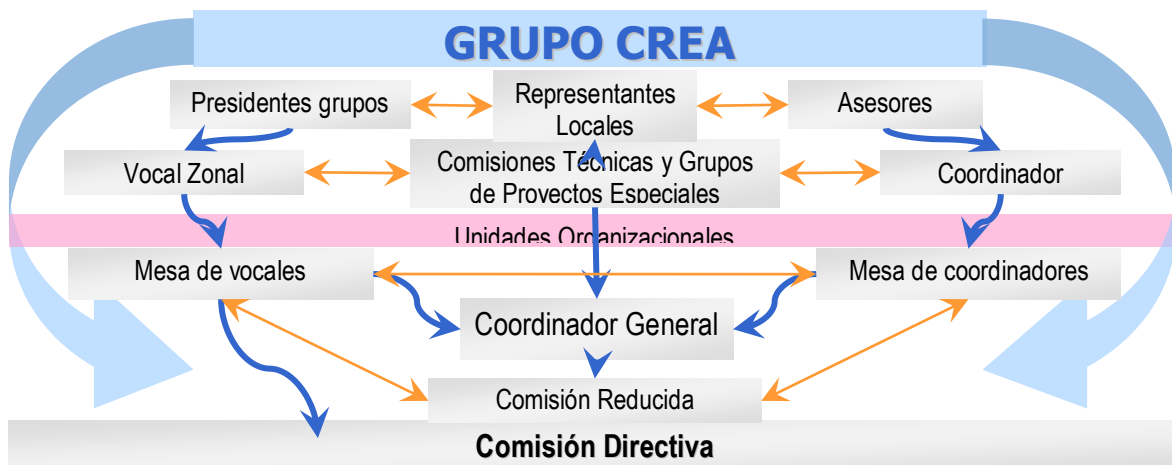 GRUPO CREA
Presidentes grupos
Representantes
Locales
Asesores
Vocal Zonal
Comisiones Técnicas y Grupos
de Proyectos Especiales
Coordinador
Unidades Organizacionales
Mesa de vocales
Mesa de coordinadores
Coordinador General
Comisión Reducida
Comisión Directiva